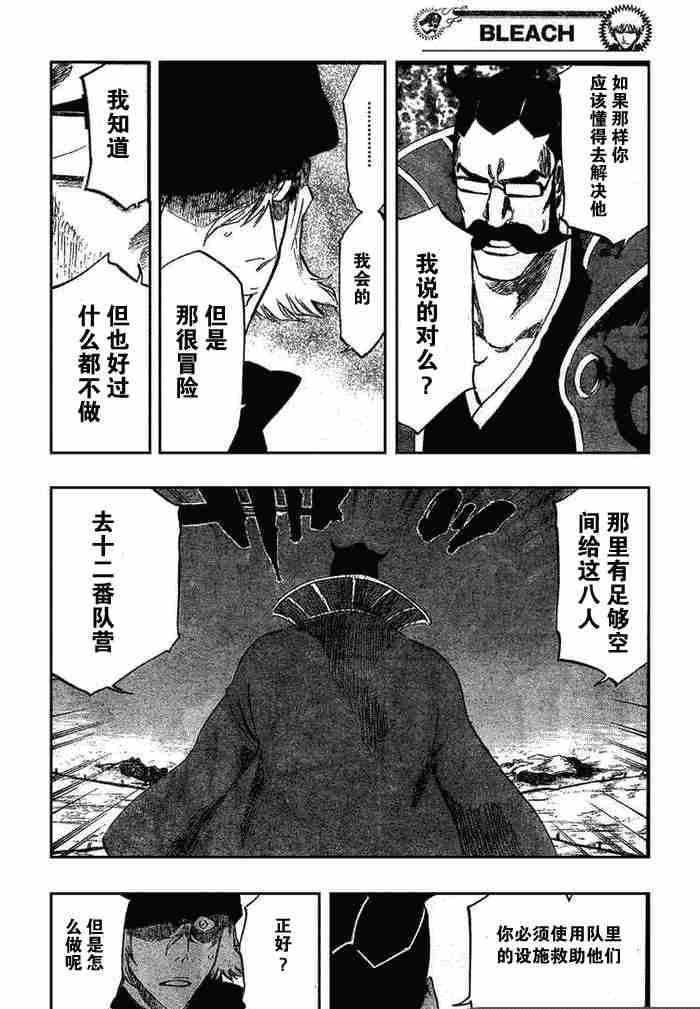 BLEACH
如果那样你
应该懂得去解决他
我说的对么？
………
我会的
但是
那很冒险
我知道
但也好过
什么都不做
那里有足够空
间给这八人
去十二番队营
你必须使用队里
的设施救助他们
正好？
但是怎
么做呢